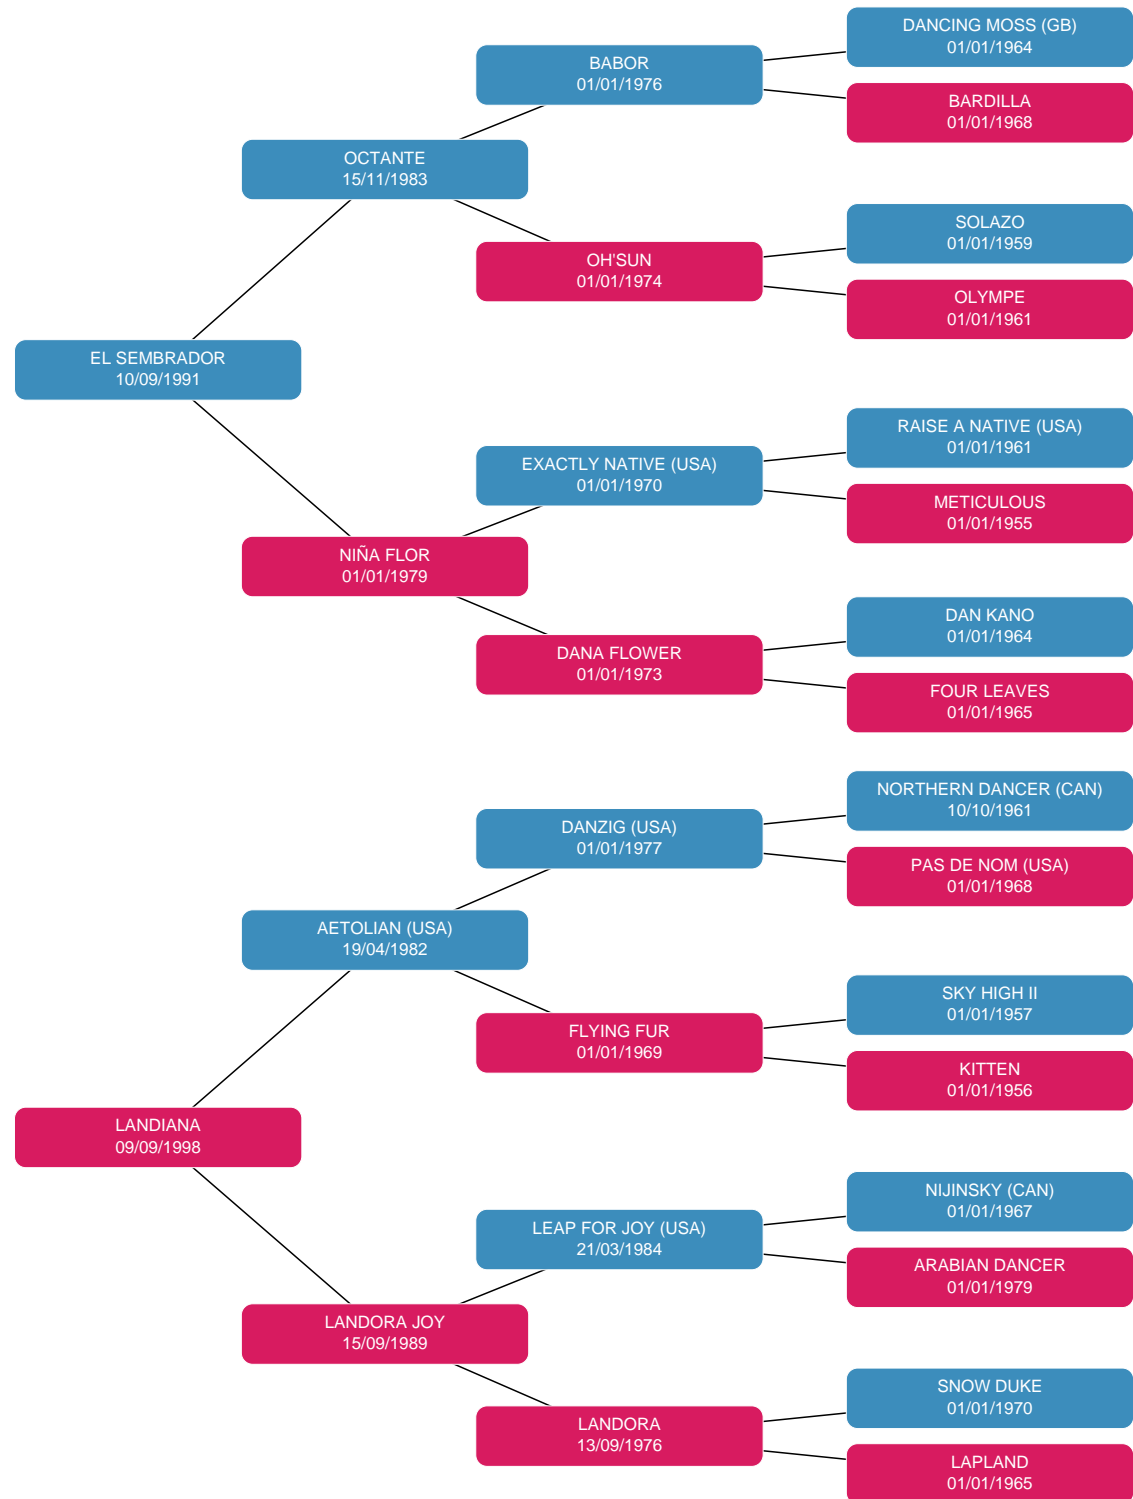 DANCING MOSS (GB)
01/01/1964
BABOR
01/01/1976
BARDILLA
01/01/1968
OCTANTE
15/11/1983
SOLAZO
01/01/1959
OH'SUN
01/01/1974
OLYMPE
01/01/1961
EL SEMBRADOR
10/09/1991
RAISE A NATIVE (USA)
01/01/1961
EXACTLY NATIVE (USA)
01/01/1970
METICULOUS
01/01/1955
NIÑA FLOR
01/01/1979
DAN KANO
01/01/1964
DANA FLOWER
01/01/1973
FOUR LEAVES
01/01/1965
NORTHERN DANCER (CAN)
10/10/1961
DANZIG (USA)
01/01/1977
PAS DE NOM (USA)
01/01/1968
AETOLIAN (USA)
19/04/1982
SKY HIGH II
01/01/1957
FLYING FUR
01/01/1969
KITTEN
01/01/1956
LANDIANA
09/09/1998
NIJINSKY (CAN)
01/01/1967
LEAP FOR JOY (USA)
21/03/1984
ARABIAN DANCER
01/01/1979
LANDORA JOY
15/09/1989
SNOW DUKE
01/01/1970
LANDORA
13/09/1976
LAPLAND
01/01/1965